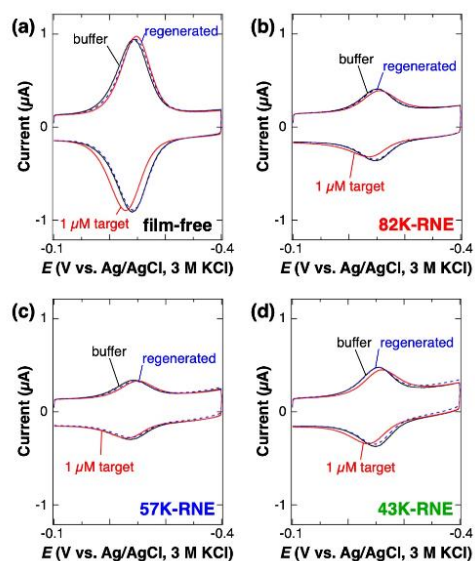 (a)
1
buffer
regenerated
Current (µA)
0
1 µM target
film-free
-1
-0.1
-0.4
E (V vs. Ag/AgCl, 3 M KCl)
(b)
1
buffer
regenerated
Current (µA)
0
1 µM target
82K-RNE
-1
-0.1
-0.4
E (V vs. Ag/AgCl, 3 M KCl)
(c)
1
buffer
regenerated
Current (µA)
0
1 µM target
57K-RNE
-1
-0.1
-0.4
E (V vs. Ag/AgCl, 3 M KCl)
(d)
1
buffer
regenerated
Current (µA)
0
1 µM target
43K-RNE
-1
-0.1
-0.4
E (V vs. Ag/AgCl, 3 M KCl)